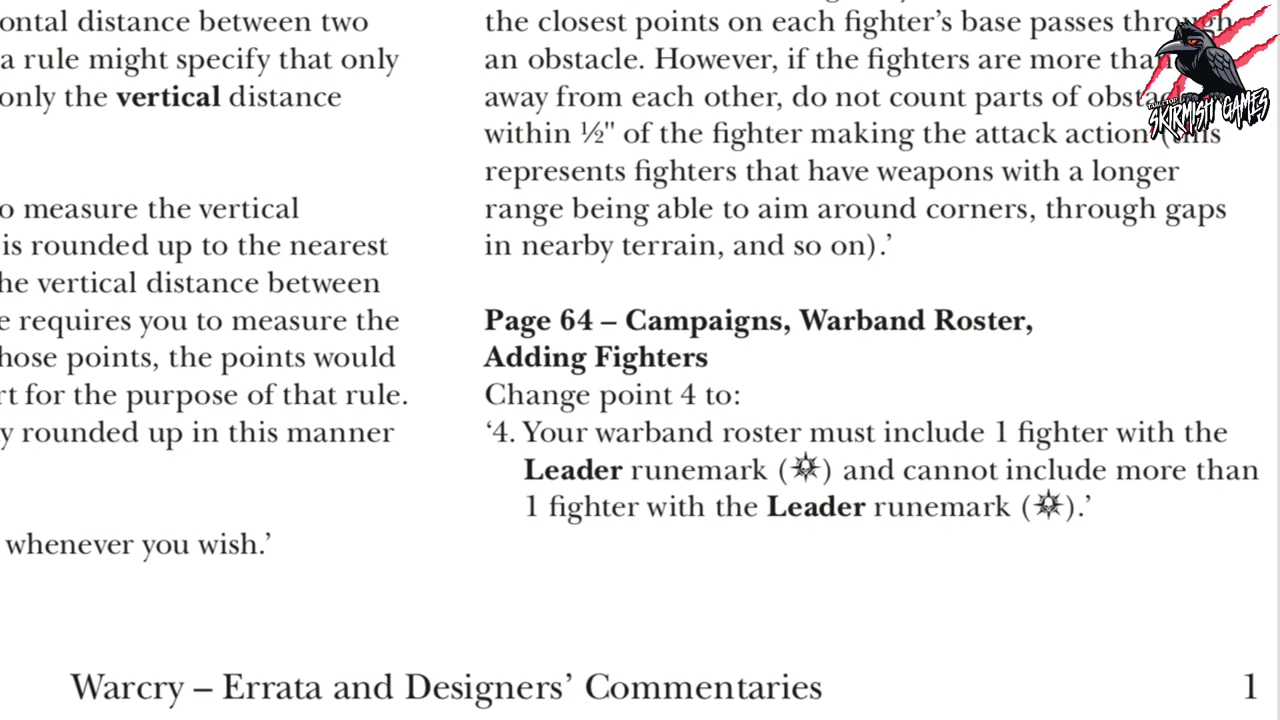 ontal distance between two
a rule might specify that only
only the vertical distance
o measure the vertical
is rounded up to the nearest
he vertical distance between
e requires you to measure the
hose points, the points would
rt for the purpose of that rule.
y rounded up in this manner
whenever you wish.’
the closest points on each fighter’s base passes through
an obstacle. However, if the fighters are more than
away from each other, do not count parts of
within ½" of the fighter making the attack action (this
represents fighters that have weapons with a longer
range being able to aim around corners, through gaps
in nearby terrain, and so on).’
Page 64 – Campaigns, Warband Roster,
Adding Fighters
Change point 4 to:
‘4. Your warband roster must include 1 fighter with the
Leader runemark () and cannot include more than
1 fighter with the Leader runemark ().’
SKIRMISH GAMES
Warcry – Errata and Designers’ Commentaries
1